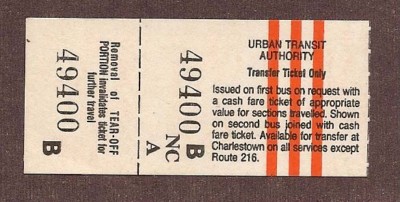 Removal of TEAR-OFF
PORTION invalidates ticket for
further travel
49400 B
49400 B
NC
A
URBAN TRANSIT
AUTHORITY
Transfer Ticket Only
Issued on first bus on request with
a cash fare ticket of appropriate
value for sections travelled. Shown
on second bus joined with cash
fare ticket. Available for transfer at
Charlestown on all services except
Route 216.